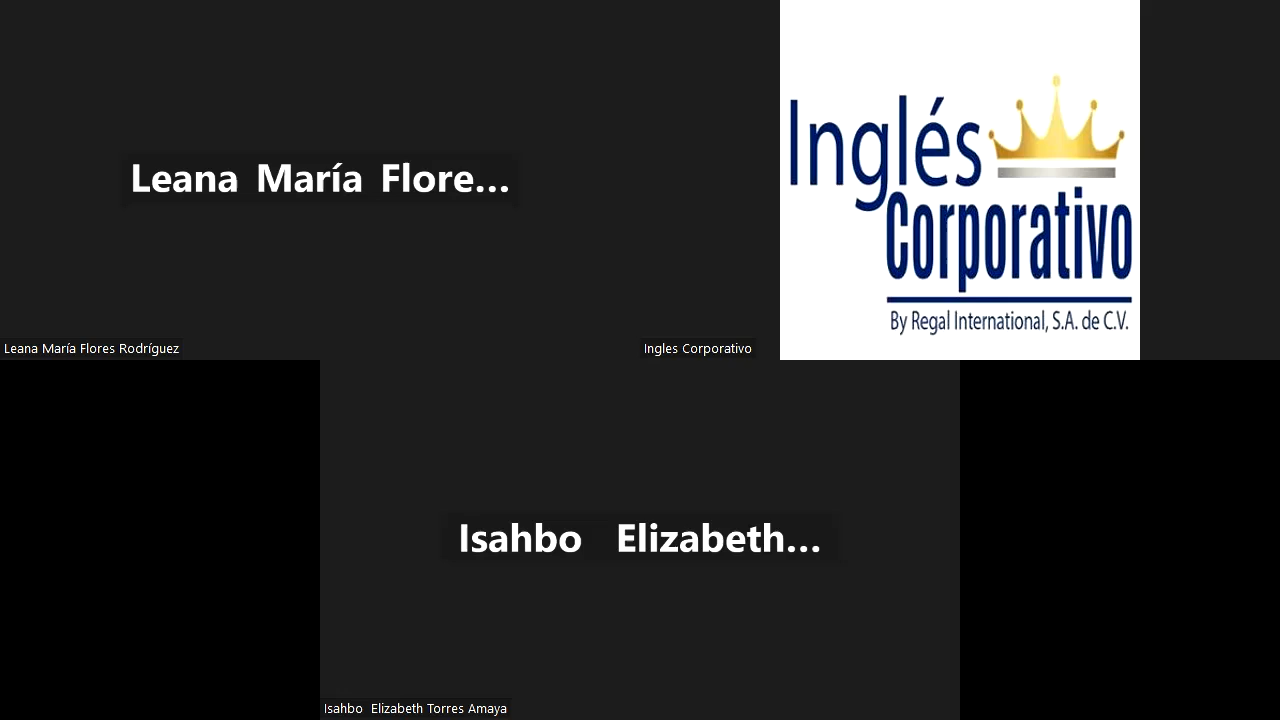 Leana María Flore...
Inglés
Corporativo
By Regal International, S.A. de C.V.
Leana María Flores Rodríguez
Ingles Corporativo
Isahbo Elizabeth...
Isahbo Elizabeth Torres Amaya